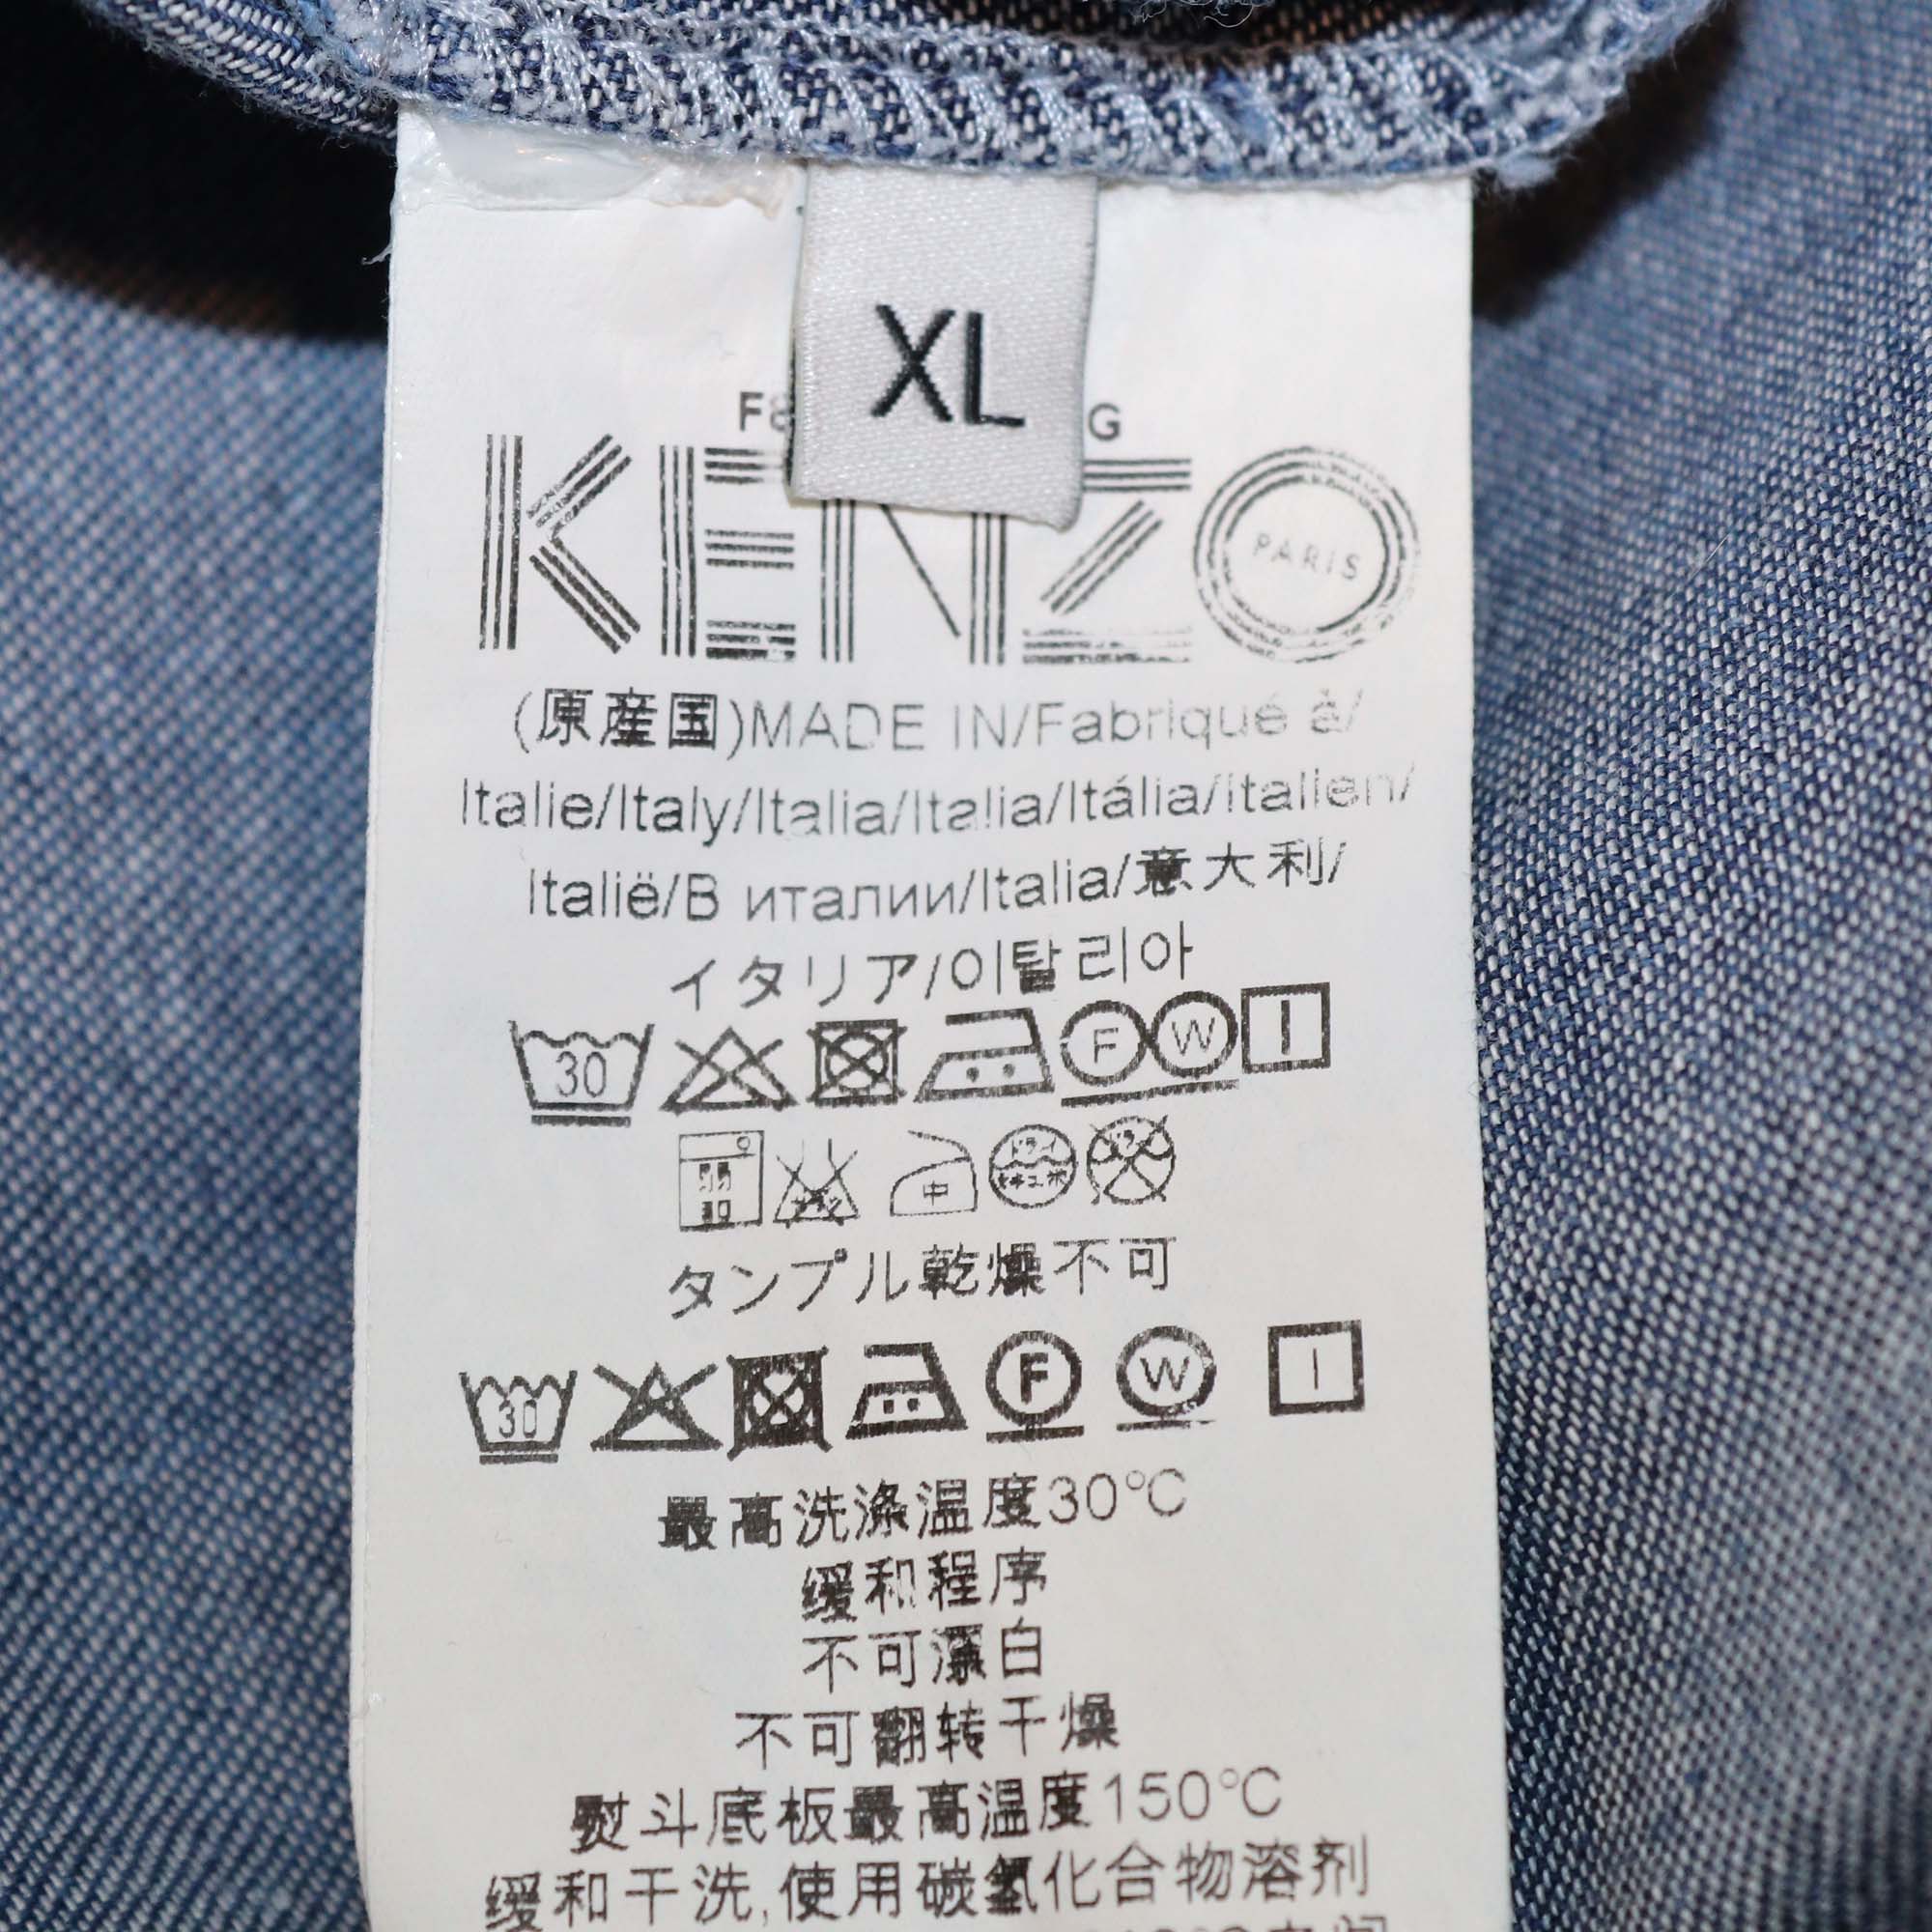 XL
KENZO
PARIS
(原産国)MADE IN/Fabriqué à/
Italie/Italy/Italia/Italia/Itália/Italien/
Italië/В италии/Italia/意大利/
イタリア/이탈리아
30 F W
中 ドライ
タンブル乾燥不可
30 F W
最高洗涤温度30°C
缓和程序
不可漂白
不可翻转干燥
熨斗底板最高温度150°C
缓和干洗,使用碳氢化合物溶剂